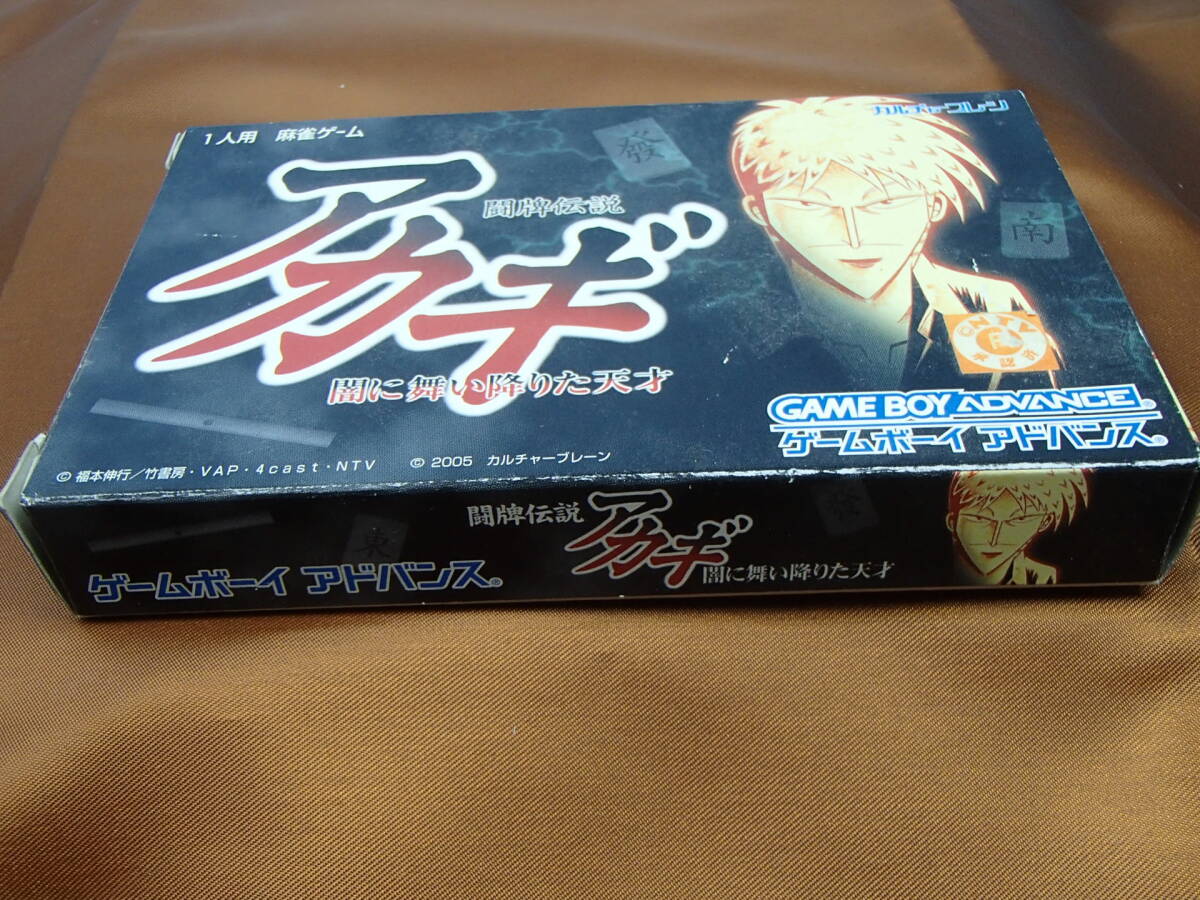 1人用 麻雀ゲーム
カルチャーブレーン
發
南
闘牌伝説
アカギ
闇に舞い降りた天才
GAME BOY ADVANCE®
ゲームボーイ アドバンス®
© 福本伸行/竹書房・VAP・4cast・NTV © 2005 カルチャーブレーン
闘牌伝説
アカギ
闇に舞い降りた天才
發
東
ゲームボーイ アドバンス®